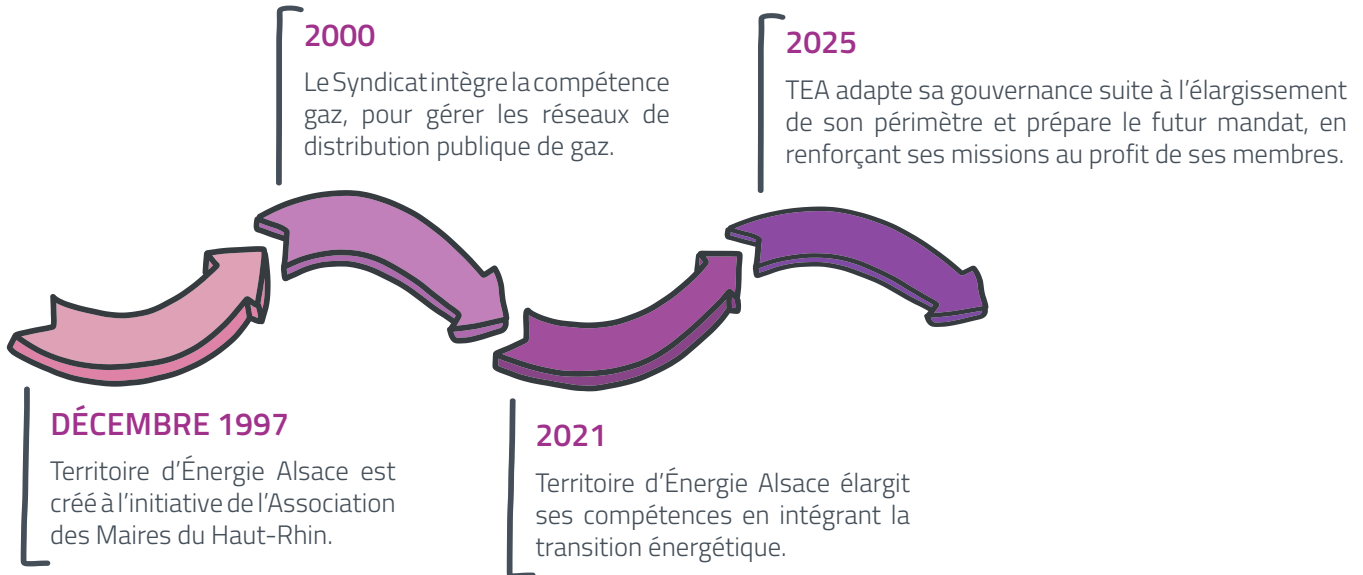 2000
Le Syndicat intègre la compétence
gaz, pour gérer les réseaux de
distribution publique de gaz.
2025
TEA adapte sa gouvernance suite à l'élargissement
de son périmètre et prépare le futur mandat, en
renforçant ses missions au profit de ses membres.
DÉCEMBRE 1997
Territoire d'Énergie Alsace est
créé à l'initiative de l'Association
des Maires du Haut-Rhin.
2021
Territoire d'Énergie Alsace élargit
ses compétences en intégrant la
transition énergétique.